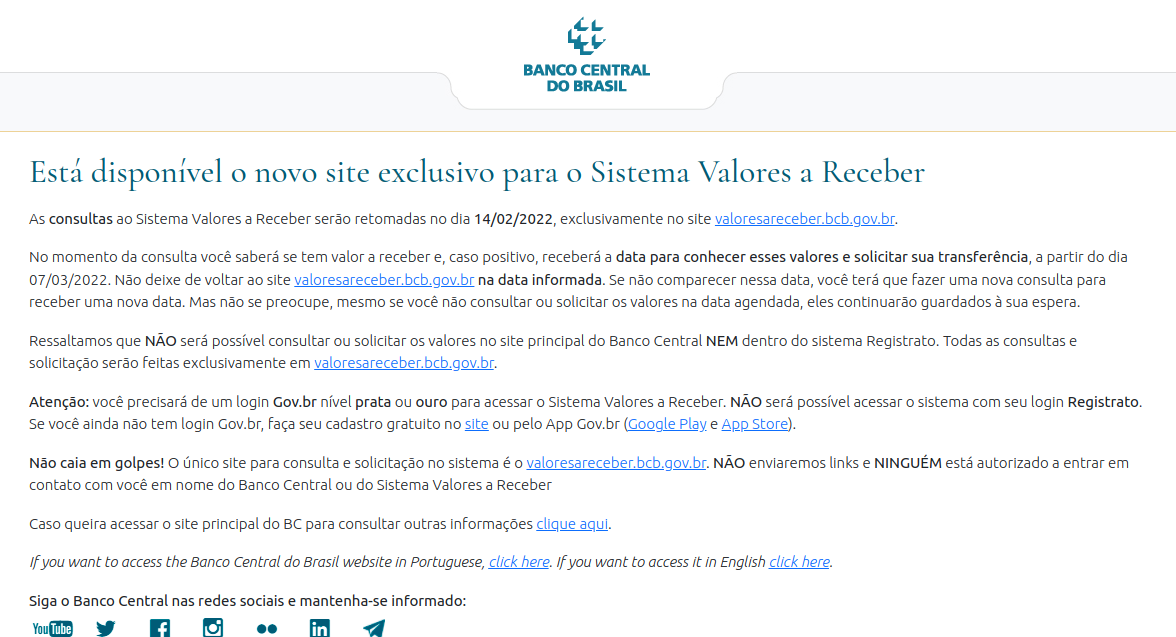 BANCO CENTRAL
DO BRASIL
Está disponível o novo site exclusivo para o Sistema Valores a Receber
As consultas ao Sistema Valores a Receber serão retomadas no dia 14/02/2022, exclusivamente no site valoresareceber.bcb.gov.br.
No momento da consulta você saberá se tem valor a receber e, caso positivo, receberá a data para conhecer esses valores e solicitar sua transferência, a partir do dia
07/03/2022. Não deixe de voltar ao site valoresareceber.bcb.gov.br na data informada. Se não comparecer nessa data, você terá que fazer uma nova consulta para
receber uma nova data. Mas não se preocupe, mesmo se você não consultar ou solicitar os valores na data agendada, eles continuarão guardados à sua espera.
Ressaltamos que NÃO será possível consultar ou solicitar os valores no site principal do Banco Central NEM dentro do sistema Registrato. Todas as consultas e
solicitação serão feitas exclusivamente em valoresareceber.bcb.gov.br.
Atenção: você precisará de um login Gov.br nível prata ou ouro para acessar o Sistema Valores a Receber. NÃO será possível acessar o sistema com seu login Registrato.
Se você ainda não tem login Gov.br, faça seu cadastro gratuito no site ou pelo App Gov.br (Google Play e App Store).
Não caia em golpes! O único site para consulta e solicitação no sistema é o valoresareceber.bcb.gov.br. NÃO enviaremos links e NINGUÉM está autorizado a entrar em
contato com você em nome do Banco Central ou do Sistema Valores a Receber
Caso queira acessar o site principal do BC para consultar outras informações clique aqui.
If you want to access the Banco Central do Brasil website in Portuguese, click here. If you want to access it in English click here.
Siga o Banco Central nas redes sociais e mantenha-se informado:
YouTube